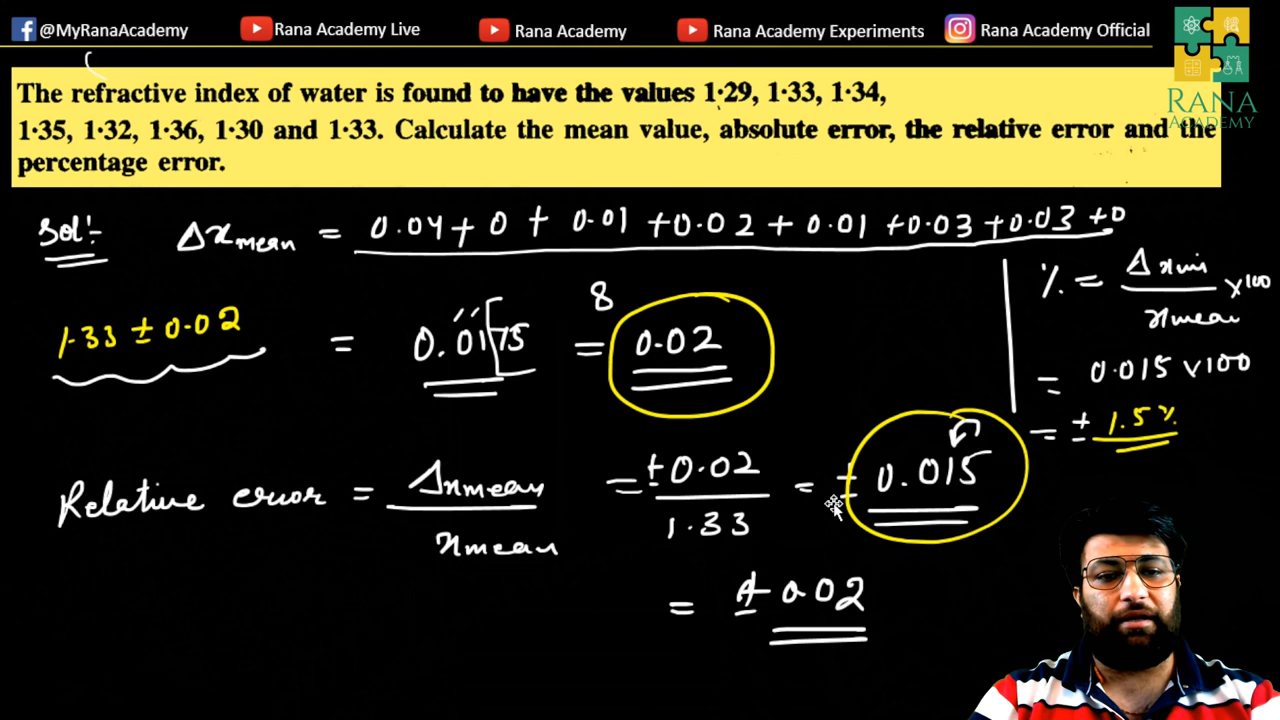 @MyRanaAcademy Rana Academy Live Rana Academy Rana Academy Experiments Rana Academy Official
RANA
ACADEMY
The refractive index of water is found to have the values 1·29, 1·33, 1·34,
1·35, 1·32, 1·36, 1·30 and 1·33. Calculate the mean value, absolute error, the relative error and the
percentage error.
Sol:- Δxmean = 0.04 + 0 + 0.01 + 0.02 + 0.01 + 0.03 + 0.03 + 0
8
1.33 ± 0.02 = 0.0175 = 0.02
% = Δxmin × 100
xmean
= 0.015 × 100
= ± 1.5%
Relative error = Δxmean = ±0.02 = ± 0.015
xmean 1.33
= ± 0.02